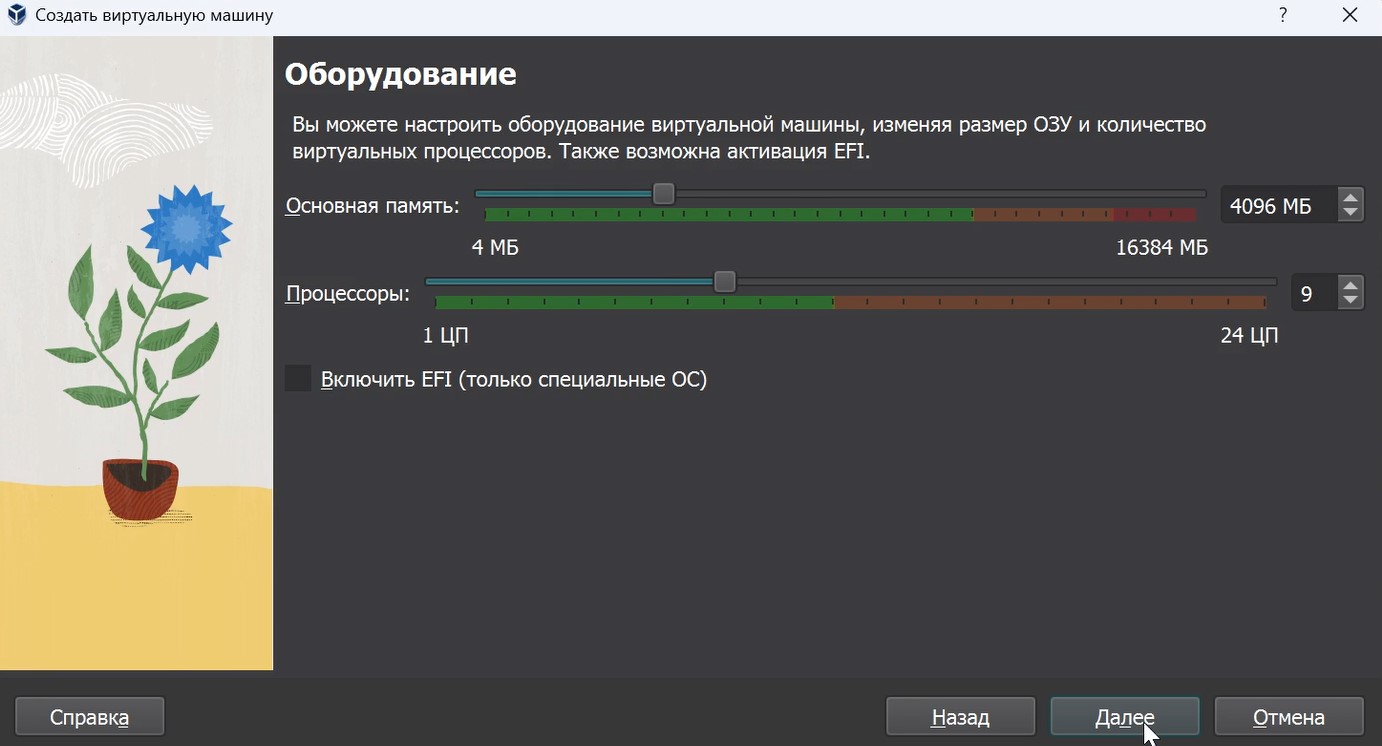 Создать виртуальную машину
?
Оборудование
Вы можете настроить оборудование виртуальной машины, изменяя размер ОЗУ и количество
виртуальных процессоров. Также возможна активация EFI.
Основная память:
4096 МБ
4 МБ
16384 МБ
Процессоры:
9
1 ЦП
24 ЦП
Включить EFI (только специальные ОС)
Справка
Назад
Далее
Отмена